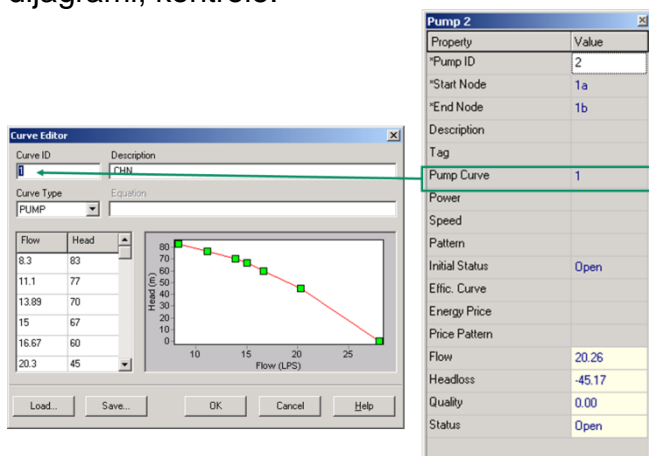 dijagrami, kontrole.
Pump 2
Property Value
*Pump ID 2
*Start Node 1a
*End Node 1b
Description
Tag
Pump Curve 1
Power
Speed
Pattern
Initial Status Open
Effic. Curve
Energy Price
Price Pattern
Flow 20.26
Headloss -45.17
Quality 0.00
Status Open
Curve Editor
Curve ID Description
1 CHN
Curve Type Equation
PUMP
Flow Head
8.3 83
11.1 77
13.89 70
15 67
16.67 60
20.3 45
Head (m)
80
70
60
50
40
30
20
10
0
10 15 20 25
Flow (LPS)
Load... Save... OK Cancel Help